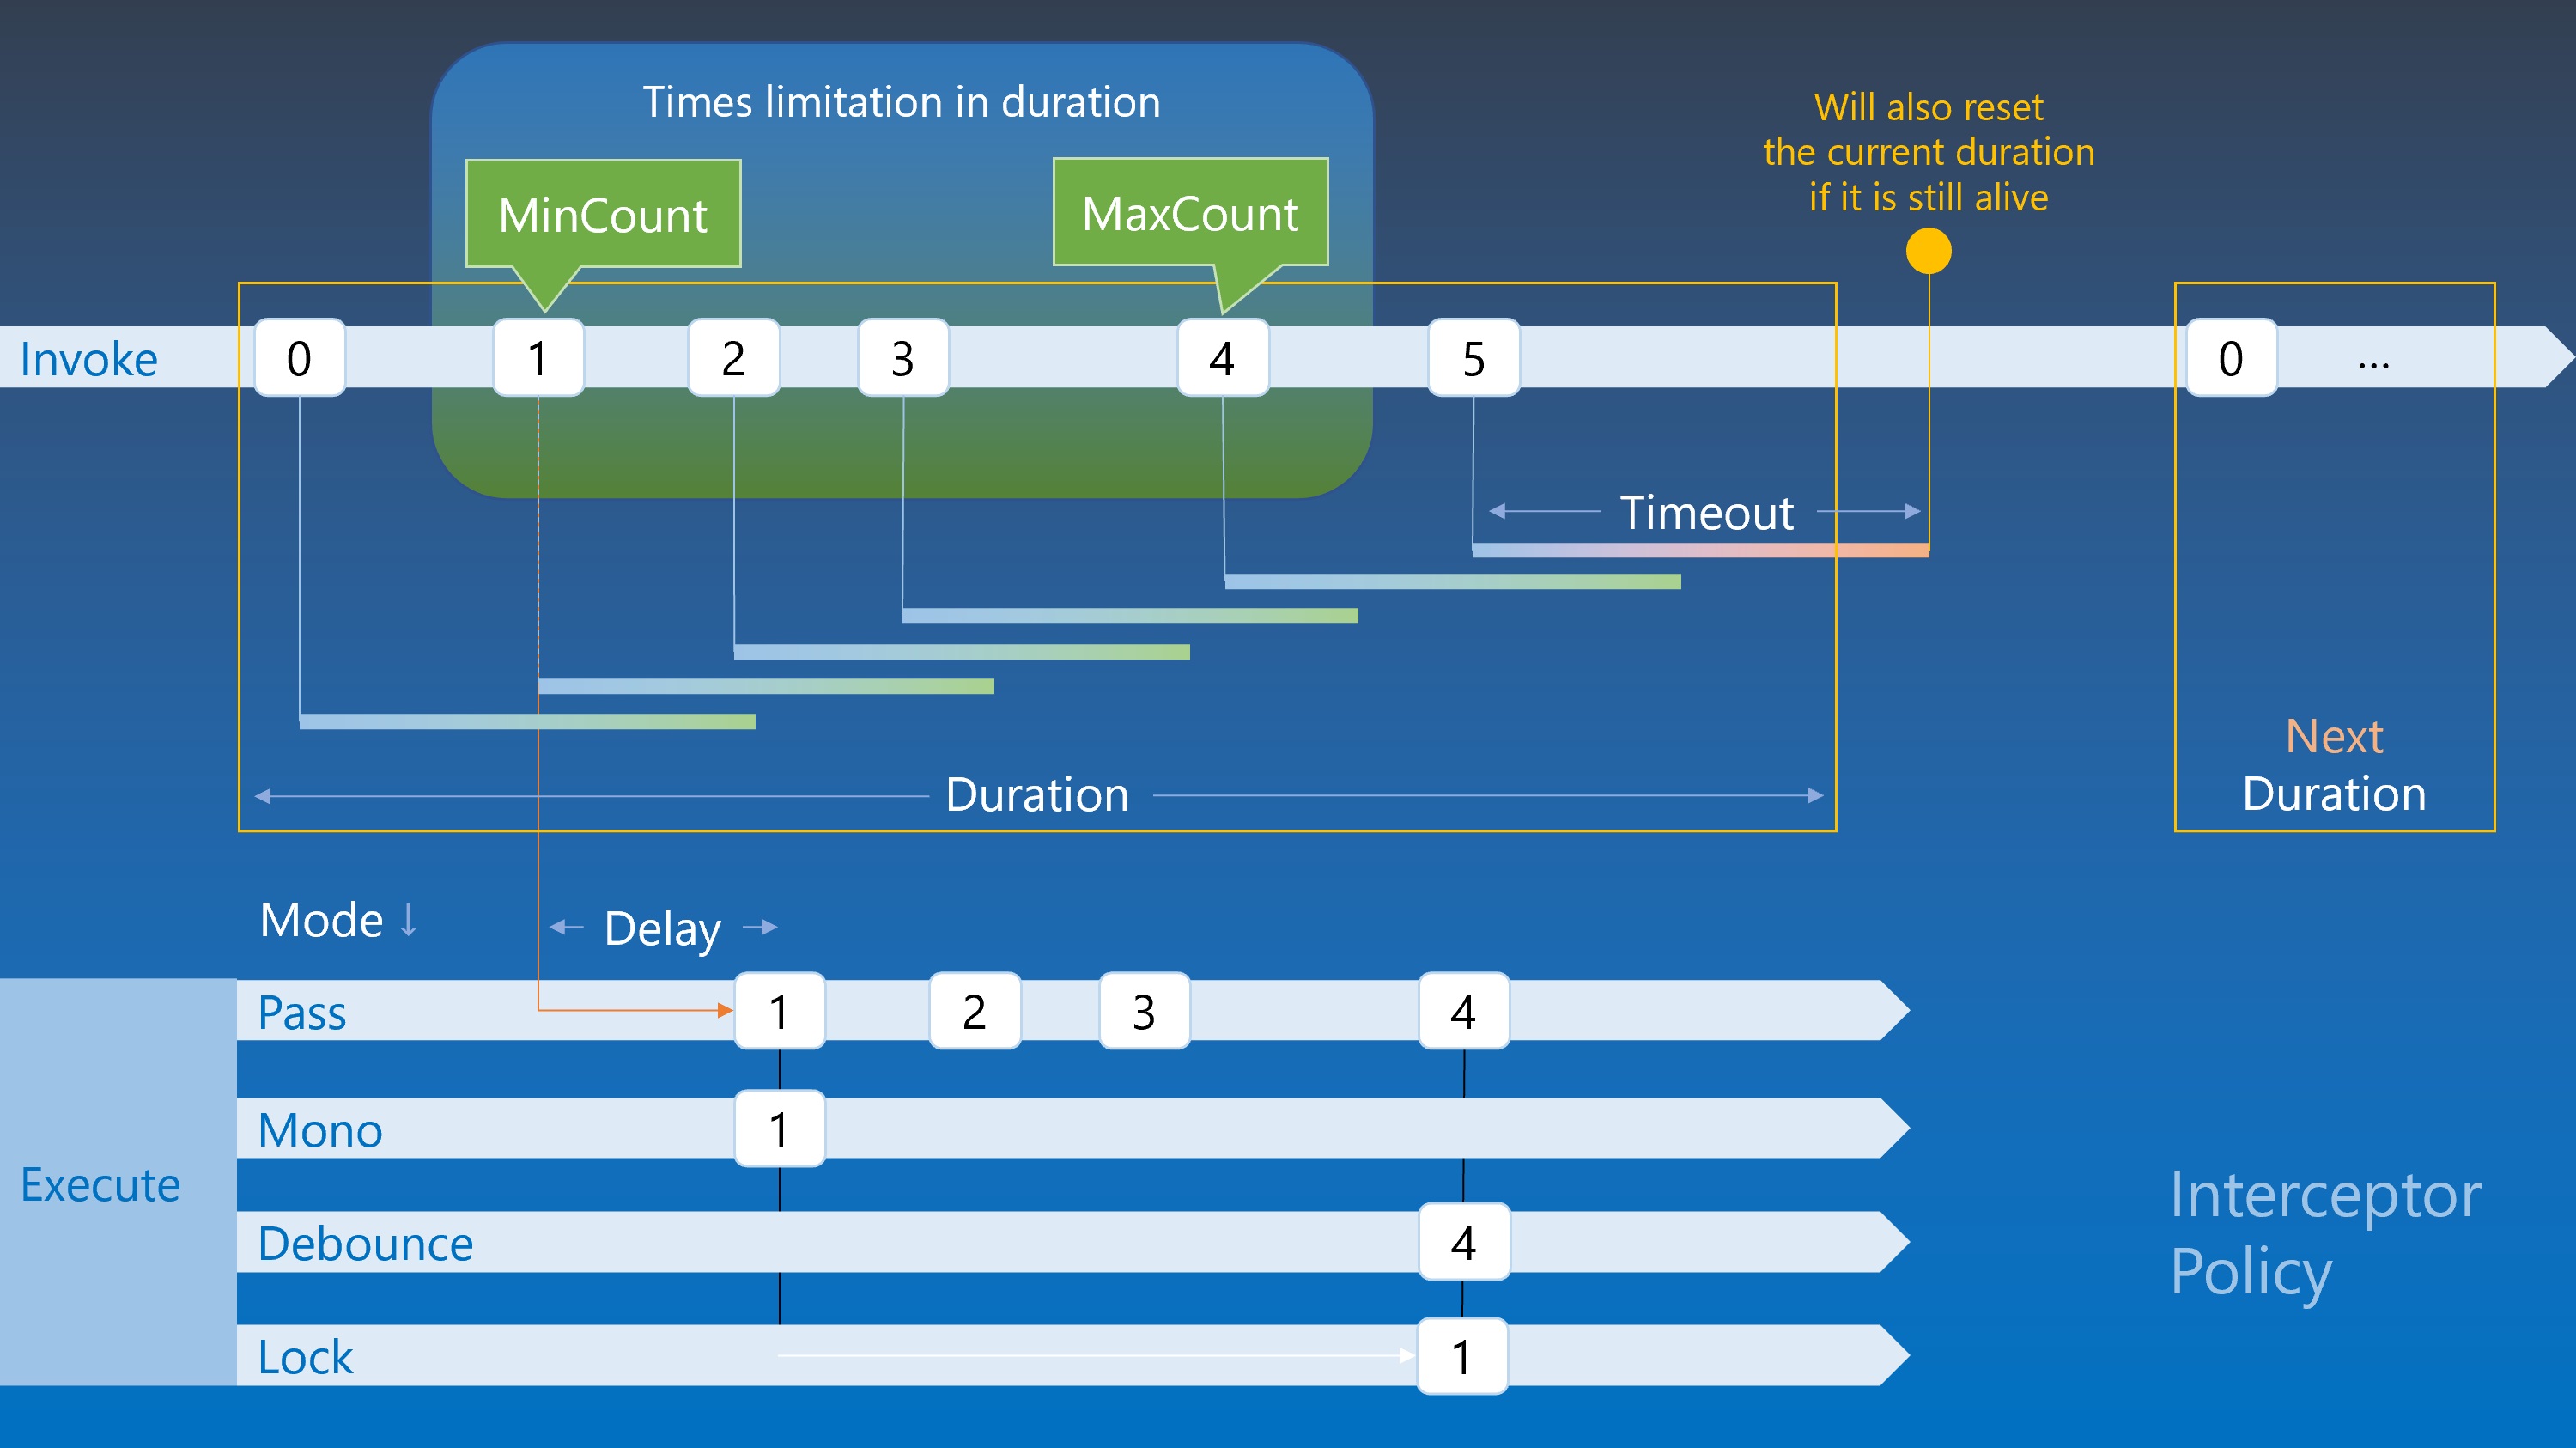 Times limitation in duration
Will also reset
the current duration
if it is still alive
MinCount
MaxCount
Invoke
0
1
2
3
4
5
0
...
Timeout
Next
Duration
Duration
Mode ↓
Delay
Execute
Pass
1
2
3
4
Mono
1
Debounce
4
Lock
1
Interceptor
Policy